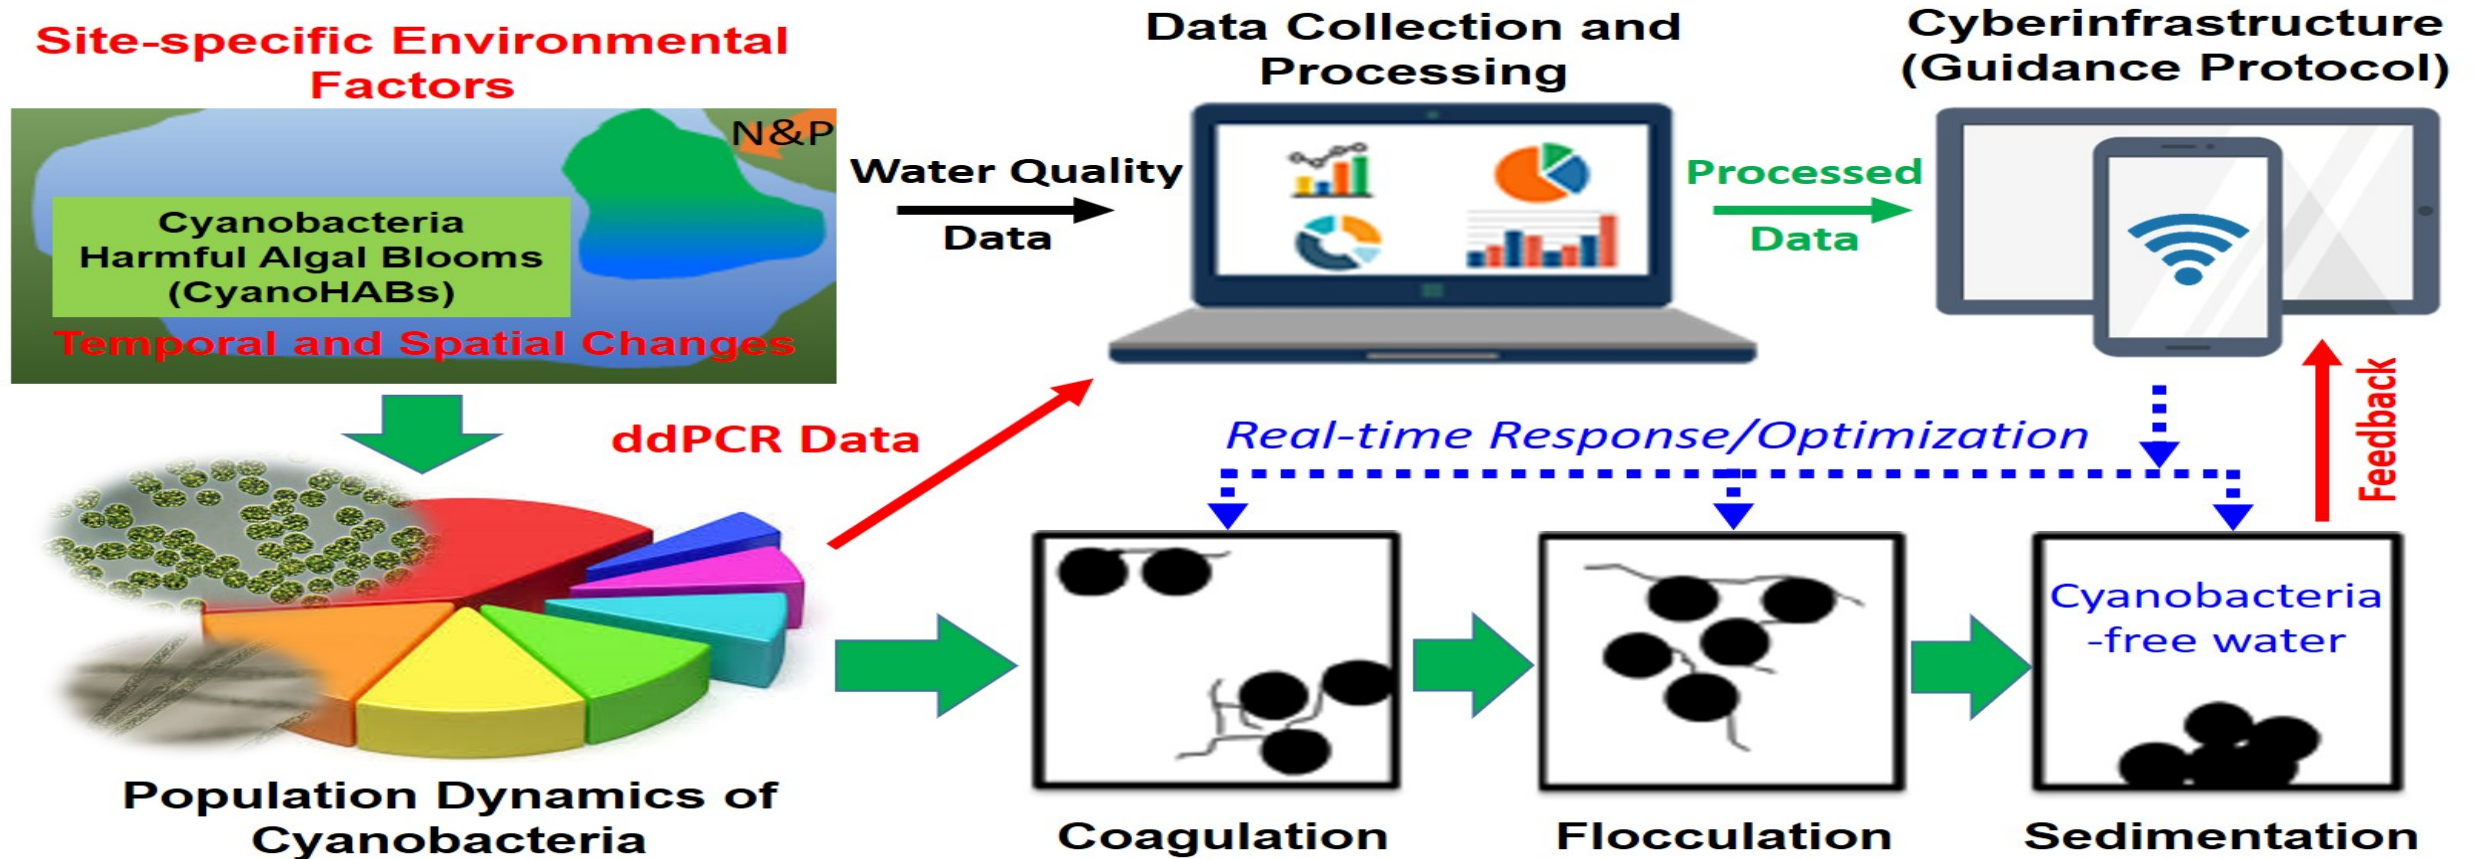 Site-specific Environmental
Factors
N&P
Cyanobacteria
Harmful Algal Blooms
(CyanoHABs)
Temporal and Spatial Changes
Water Quality
Data
Data Collection and
Processing
Processed
Data
Cyberinfrastructure
(Guidance Protocol)
ddPCR Data
Real-time Response/Optimization
Feedback
Population Dynamics of
Cyanobacteria
Coagulation
Flocculation
Cyanobacteria
-free water
Sedimentation